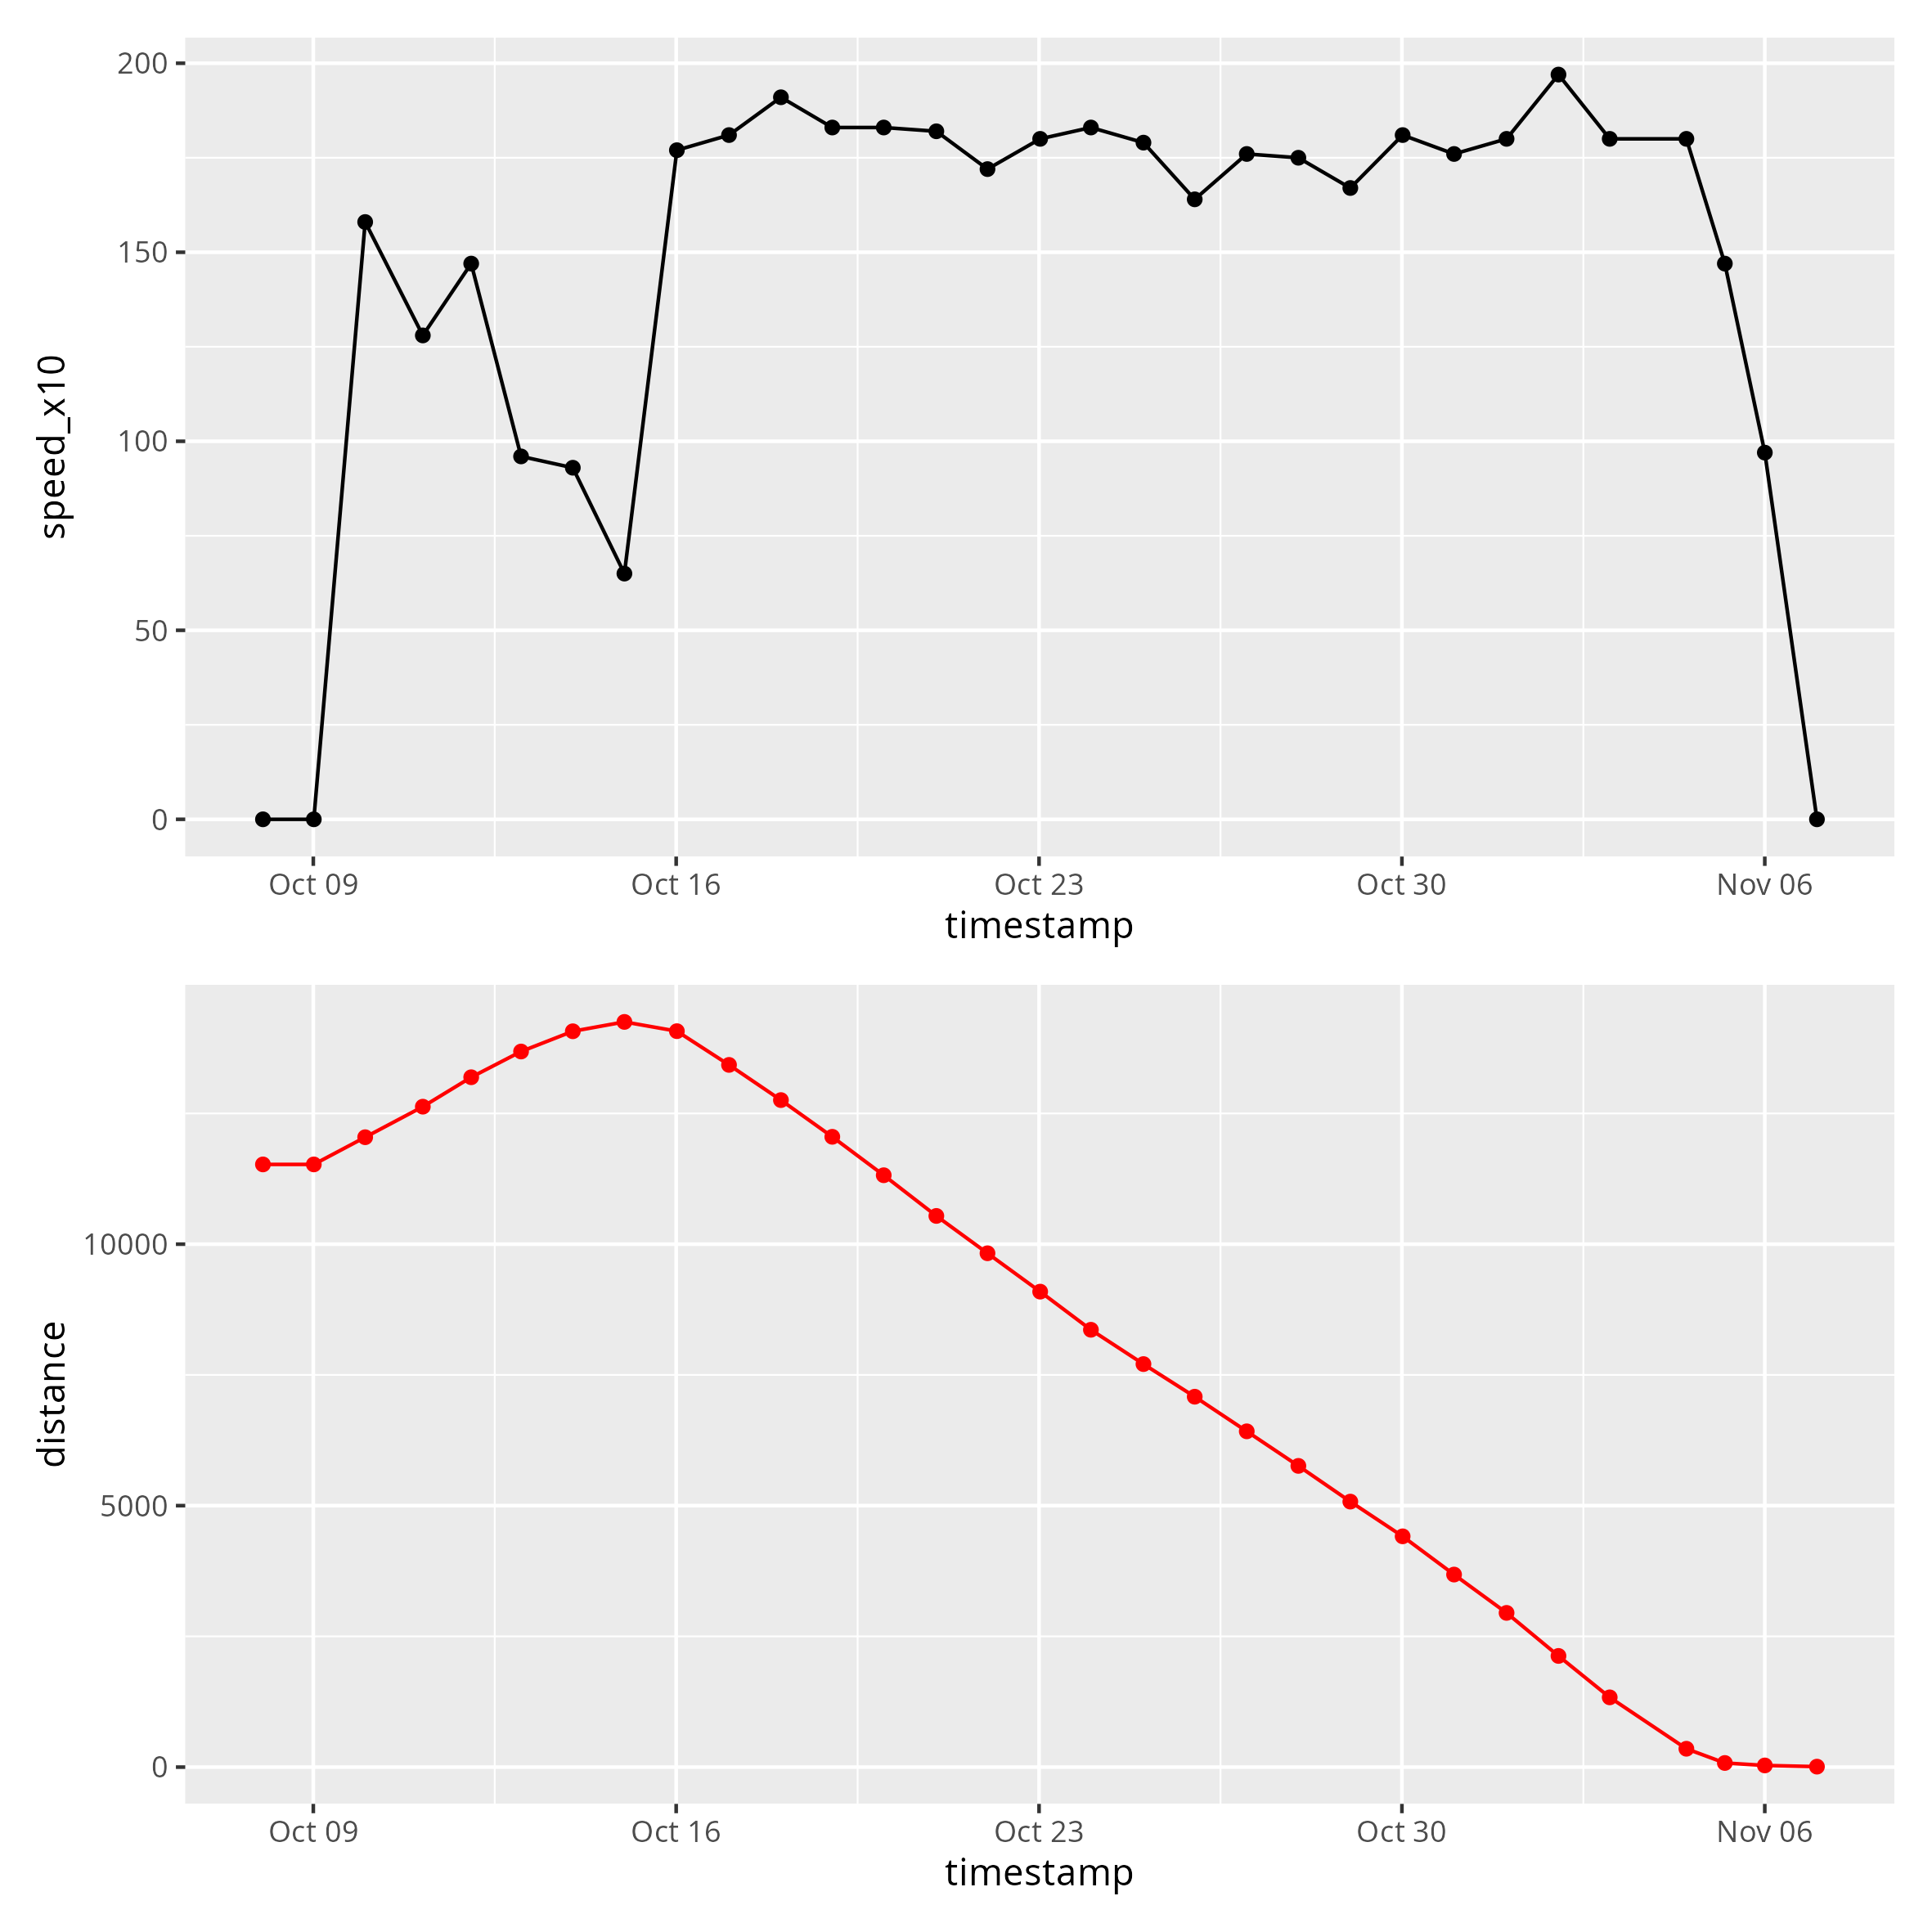 200
150
100
50
0
speed_x10
Oct 09 Oct 16 Oct 23 Oct 30 Nov 06
timestamp
10000
5000
0
distance
Oct 09 Oct 16 Oct 23 Oct 30 Nov 06
timestamp